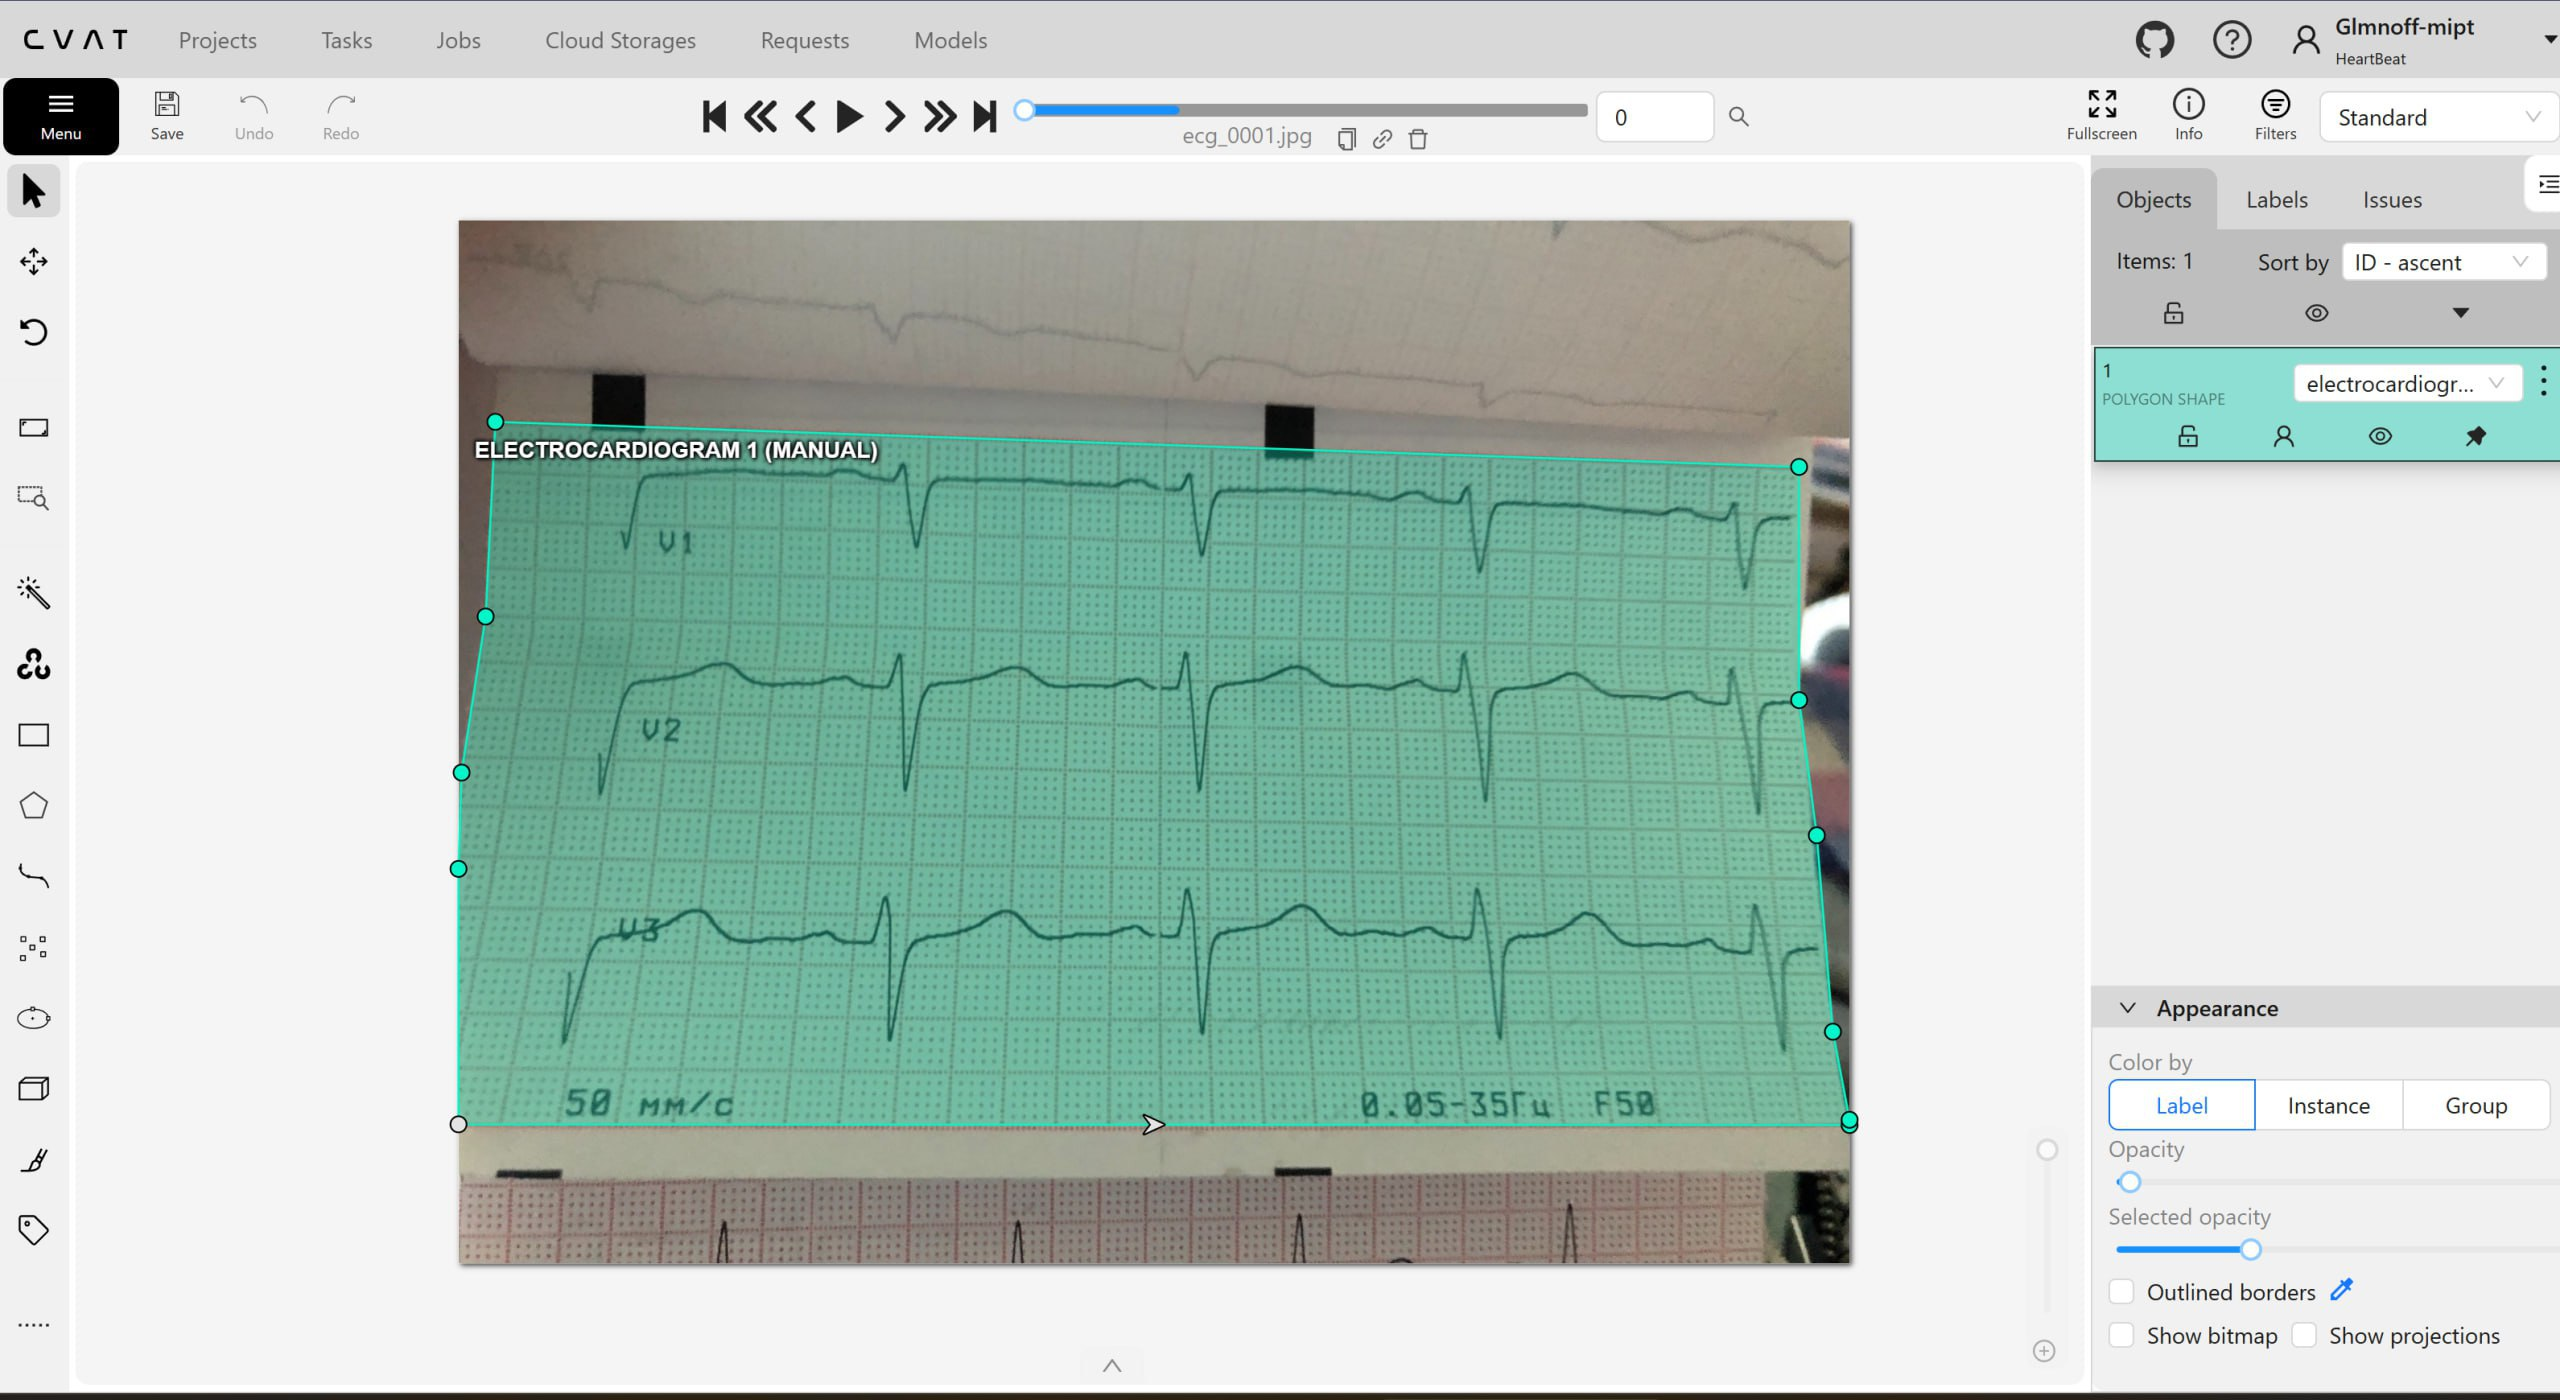 CVAT Projects Tasks Jobs Cloud Storages Requests Models Glmnoff-mipt
HeartBeat
Menu Save Undo Redo ecg_0001.jpg 0 Fullscreen Info Filters Standard
Objects Labels Issues
Items: 1 Sort by ID - ascent
1 electrocardiogr...
POLYGON SHAPE
ELECTROCARDIOGRAM 1 (MANUAL)
V1
V2
V3
50 мм/с 0.05-35Гц F50
Appearance
Color by
Label Instance Group
Opacity
Selected opacity
Outlined borders
Show bitmap Show projections